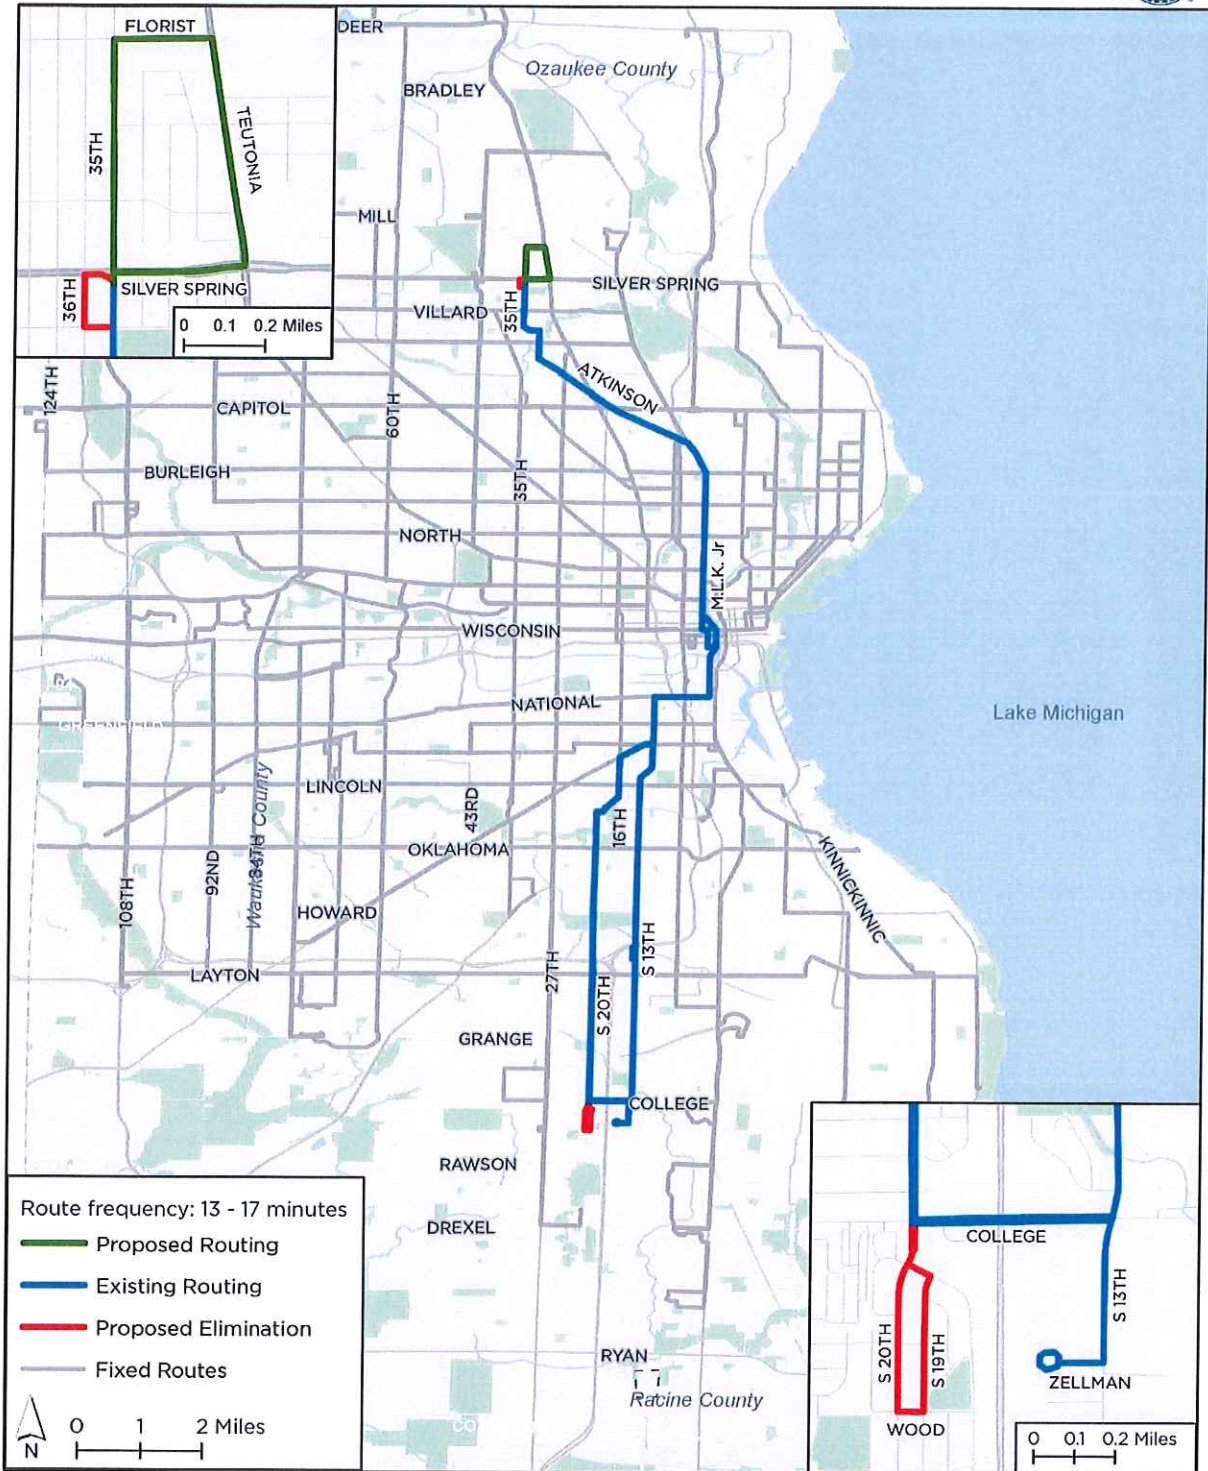 FLORIST
35TH
TEUTONIA
36TH
SILVER SPRING
0 0.1 0.2 Miles
DEER
Ozaukee County
BRADLEY
MILL
SILVER SPRING
VILLARD
35TH
ATKINSON
124TH
CAPITOL
60TH
BURLEIGH
35TH
NORTH
M.L.K. Jr
WISCONSIN
NATIONAL
GREENFIELD
Lake Michigan
LINCOLN
Waukesha County
84TH
43RD
16TH
OKLAHOMA
KINNICKINNIC
92ND
108TH
HOWARD
S 13TH
LAYTON
27TH
S 20TH
GRANGE
COLLEGE
RAWSON
DREXEL
RYAN
Racine County
Route frequency: 13 - 17 minutes
Proposed Routing
Existing Routing
Proposed Elimination
Fixed Routes
N
0 1 2 Miles
COLLEGE
S 13TH
S 20TH
S 19TH
ZELLMAN
WOOD
0 0.1 0.2 Miles